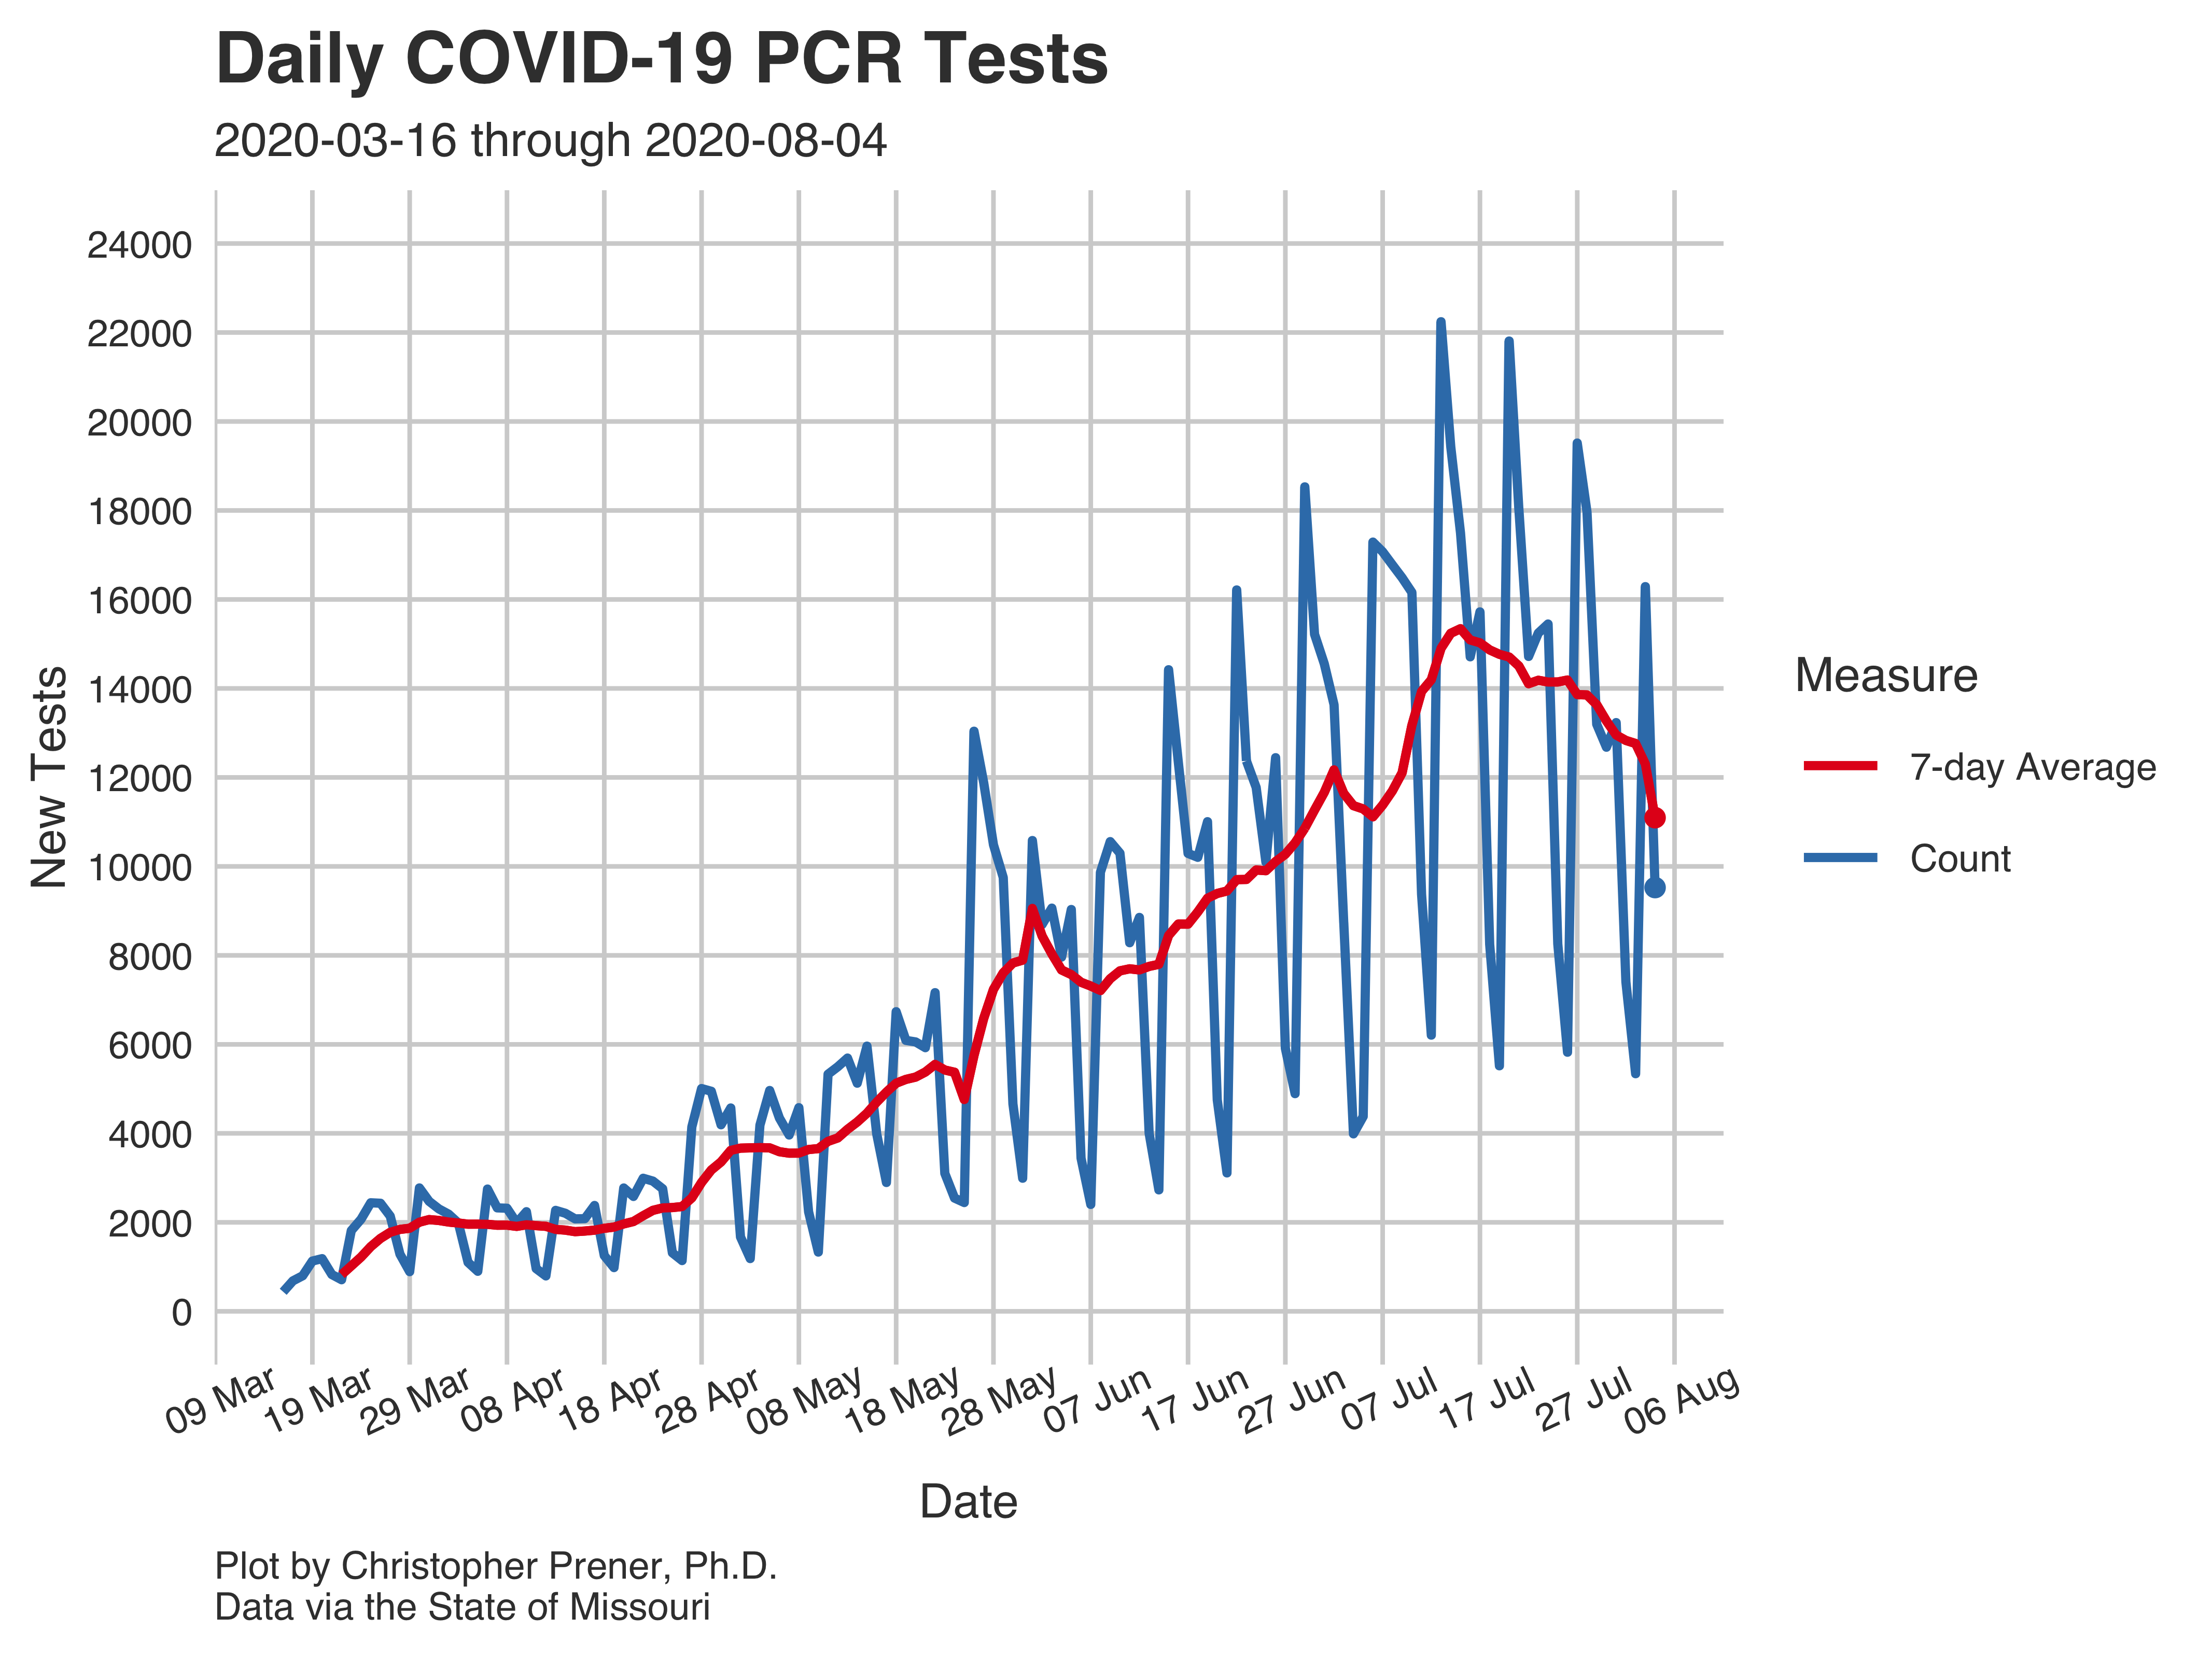 Daily COVID-19 PCR Tests
2020-03-16 through 2020-08-04
24000
22000
20000
18000
16000
14000
12000
10000
8000
6000
4000
2000
0
New Tests
09 Mar
19 Mar
29 Mar
08 Apr
18 Apr
28 Apr
08 May
18 May
28 May
07 Jun
17 Jun
27 Jun
07 Jul
17 Jul
27 Jul
06 Aug
Date
Measure
7-day Average
Count
Plot by Christopher Prener, Ph.D.
Data via the State of Missouri